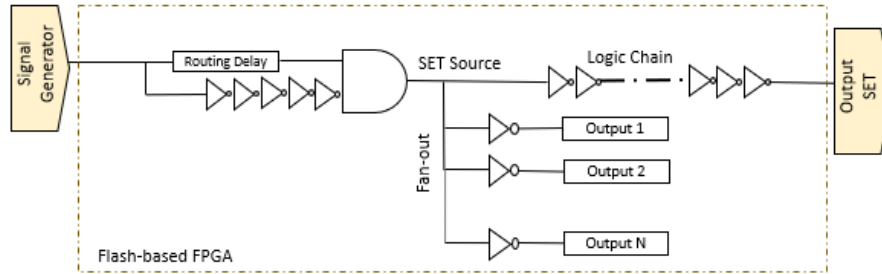 Signal
Generator
Routing Delay
SET Source
Logic Chain
Output
SET
Fan-out
Output 1
Output 2
Output N
Flash-based FPGA